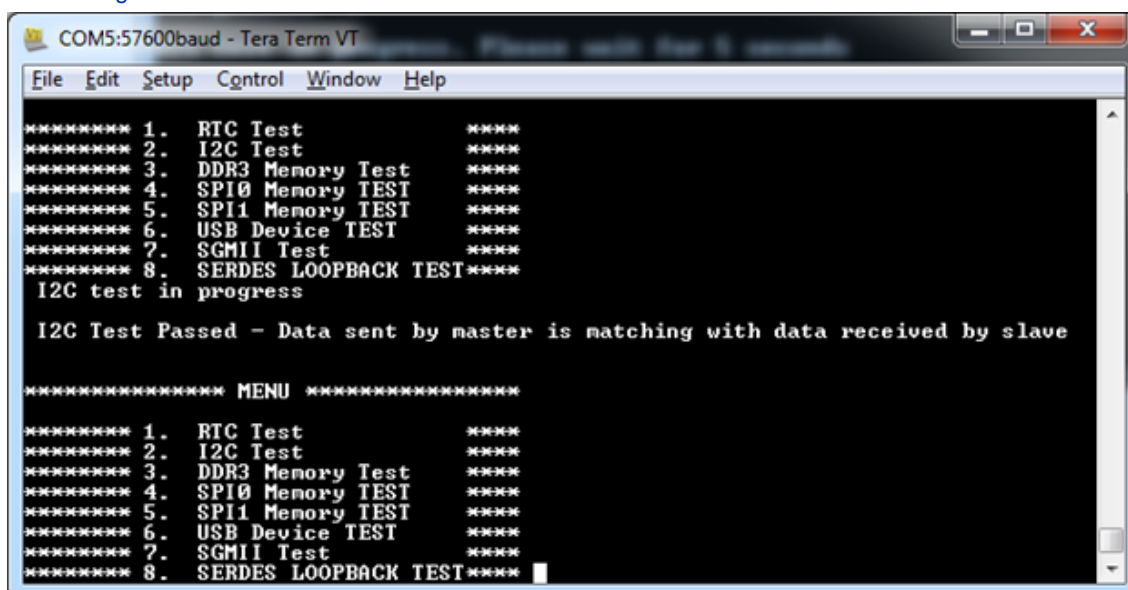 COM5:57600baud - Tera Term VT
File Edit Setup Control Window Help
******** 1. RTC Test ****
******** 2. I2C Test ****
******** 3. DDR3 Memory Test ****
******** 4. SPI0 Memory TEST ****
******** 5. SPI1 Memory TEST ****
******** 6. USB Device TEST ****
******** 7. SGMII Test ****
******** 8. SERDES LOOPBACK TEST****
I2C test in progress
I2C Test Passed - Data sent by master is matching with data received by slave
*************** MENU ****************
******** 1. RTC Test ****
******** 2. I2C Test ****
******** 3. DDR3 Memory Test ****
******** 4. SPI0 Memory TEST ****
******** 5. SPI1 Memory TEST ****
******** 6. USB Device TEST ****
******** 7. SGMII Test ****
******** 8. SERDES LOOPBACK TEST****